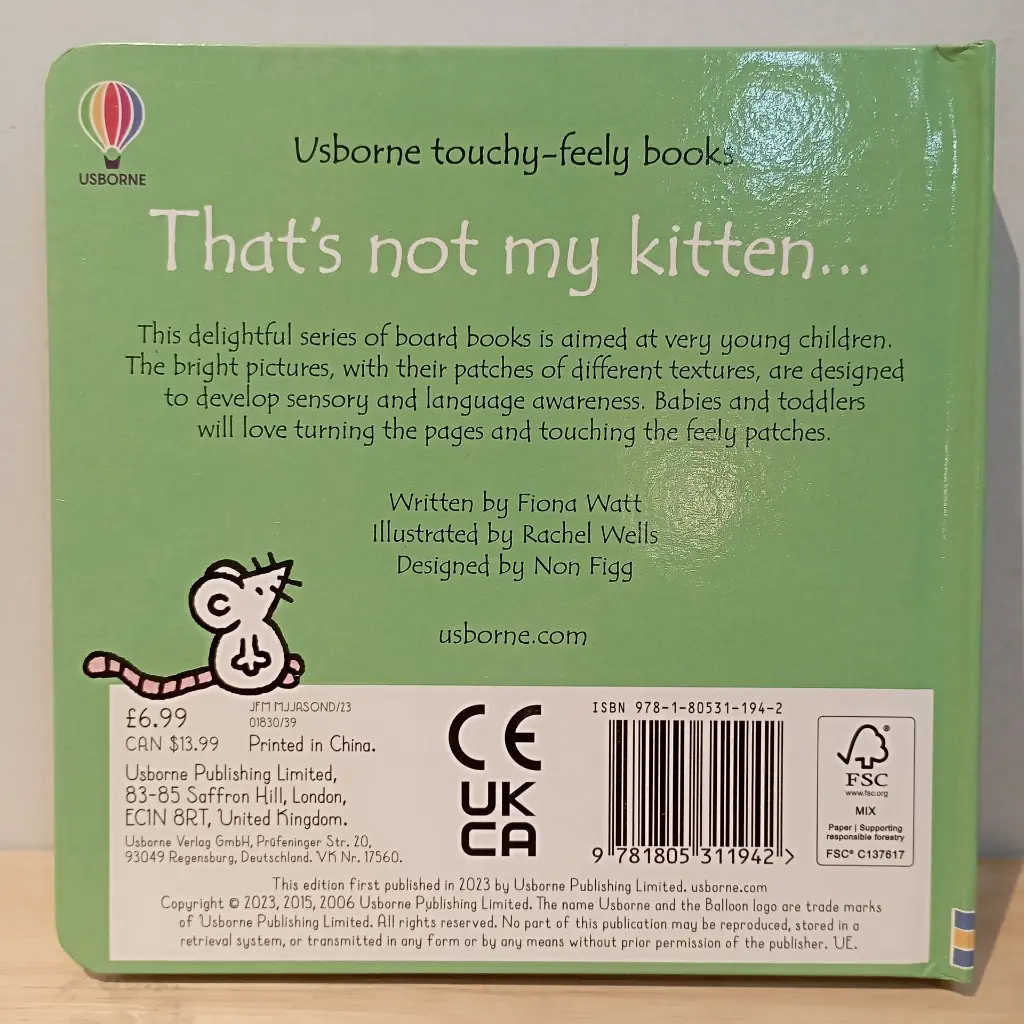 USBORNE
Usborne touchy-feely books
That's not my kitten...
This delightful series of board books is aimed at very young children.
The bright pictures, with their patches of different textures, are designed
to develop sensory and language awareness. Babies and toddlers
will love turning the pages and touching the feely patches.
Written by Fiona Watt
Illustrated by Rachel Wells
Designed by Non Figg
usborne.com
£6.99
CAN $13.99
JFM MJJASOND/23
01830/39
Printed in China.
Usborne Publishing Limited,
83-85 Saffron Hill, London,
EC1N 8RT, United Kingdom.
Usborne Verlag GmbH, Prüfeninger Str. 20,
93049 Regensburg, Deutschland. VK Nr. 17560.
CE
UK
CA
ISBN 978-1-80531-194-2
9 781805 311942 >
FSC®
www.fsc.org
MIX
Paper | Supporting
responsible forestry
FSC® C137617
This edition first published in 2023 by Usborne Publishing Limited. usborne.com
Copyright © 2023, 2015, 2006 Usborne Publishing Limited. The name Usborne and the Balloon logo are trade marks
of Usborne Publishing Limited. All rights reserved. No part of this publication may be reproduced, stored in a
retrieval system, or transmitted in any form or by any means without prior permission of the publisher. UE.